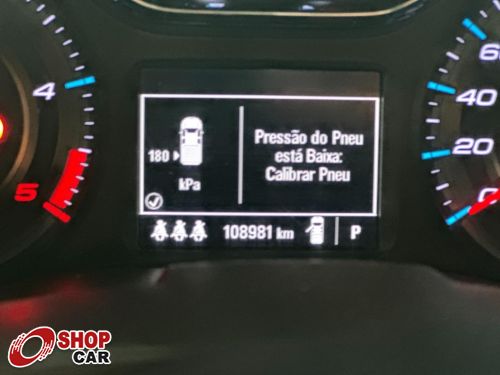 4
5
180
kPa
Pressão do Pneu
está Baixa:
Calibrar Pneu
108981 km
P
60
40
20
0
SHOP
CAR